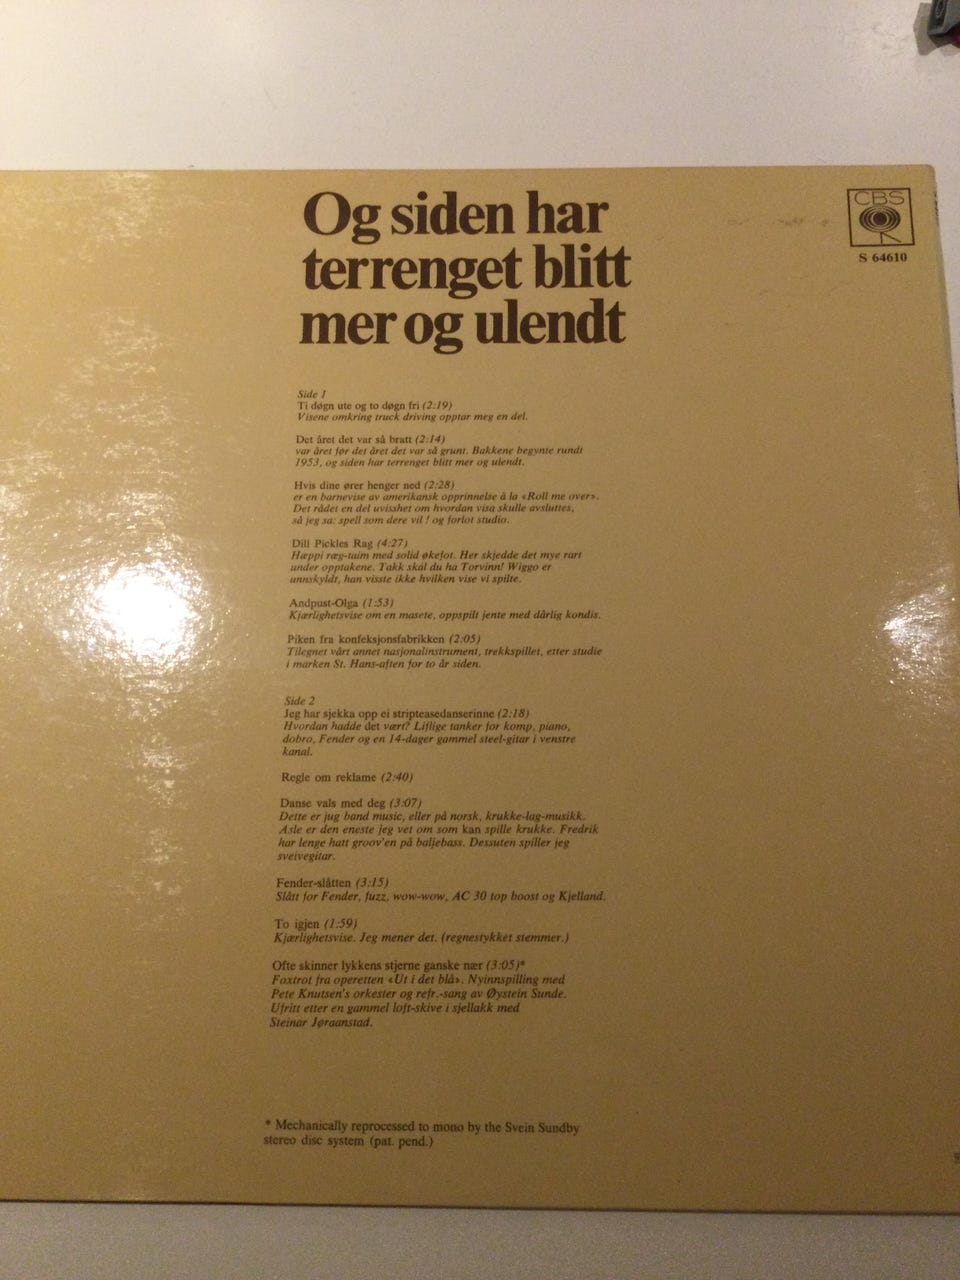 Og siden har
terrenget blitt
mer og ulendt
CBS
S 64610
Side 1
Ti døgn ute og to døgn fri (2:19)
Visene omkring truck driving opptar meg en del.
Det året det var så bratt (2:14)
var året før det året det var så grunt. Bakkene begynte rundt
1953, og siden har terrenget blitt mer og ulendt.
Hvis dine ører henger ned (2:28)
er en barnevise av amerikansk opprinnelse à la «Roll me over».
Det rådet en del uvisshet om hvordan visa skulle avsluttes,
så jeg sa: spell som dere vil! og forlot studio.
Dill Pickles Rag (4:27)
Hæppi ræg-taim med solid økefot. Her skjedde det mye rart
under opptakene. Takk skal du ha Torvinn! Wiggo er
unnskyldt, han visste ikke hvilken vise vi spilte.
Andpust-Olga (1:53)
Kjærlighetsvise om en masete, oppspilt jente med dårlig kondis.
Piken fra konfeksjonsfabrikken (2:05)
Tilegnet vårt annet nasjonalinstrument, trekkspillet, etter studie
i marken St. Hans-aften for to år siden.
Side 2
Jeg har sjekka opp ei stripteasedanserinne (2:18)
Hvordan hadde det vært? Liflige tanker for komp, piano,
dobro, Fender og en 14-dager gammel steel-gitar i venstre
kanal.
Regle om reklame (2:40)
Danse vals med deg (3:07)
Dette er jug band music, eller på norsk, krukke-lag-musikk.
Asle er den eneste jeg vet om som kan spille krukke. Fredrik
har lenge hatt groov'en på baljebass. Dessuten spiller jeg
sveivegitar.
Fender-slåtten (3:15)
Slått for Fender, fuzz, wow-wow, AC 30 top boost og Kjelland.
To igjen (1:59)
Kjærlighetsvise. Jeg mener det. (regnestykket stemmer.)
Ofte skinner lykkens stjerne ganske nær (3:05)*
Foxtrot fra operetten «Ut i det blå». Nyinnspilling med
Pete Knutsen's orkester og refr.-sang av Øystein Sunde.
Ufritt etter en gammel loft-skive i sjellakk med
Steinar Jøraanstad.
* Mechanically reprocessed to mono by the Svein Sundby
stereo disc system (pat. pend.)